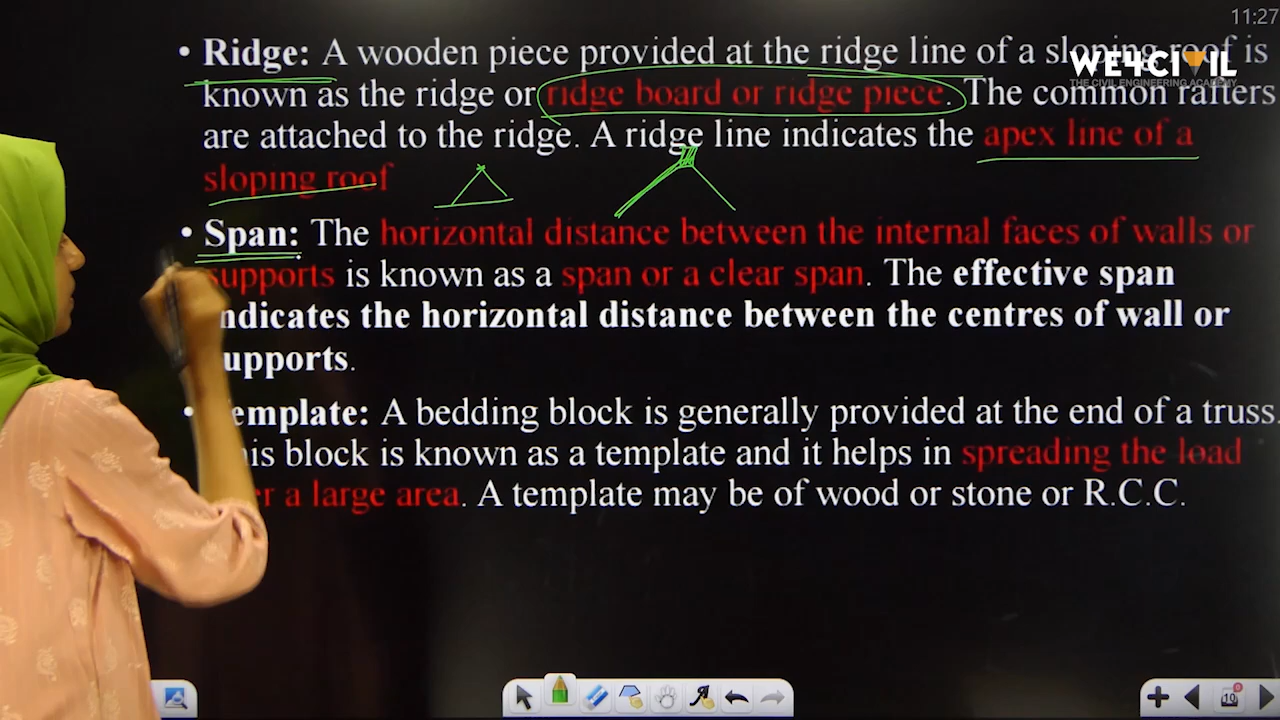 11:27
• Ridge: A wooden piece provided at the ridge line of a sloping roof is
WE4CIVIL
THE CIVIL ENGINEERING ACADEMY
known as the ridge or ridge board or ridge piece. The common rafters
are attached to the ridge. A ridge line indicates the apex line of a
sloping roof
• Span: The horizontal distance between the internal faces of walls or
supports is known as a span or a clear span. The effective span
ndicates the horizontal distance between the centres of wall or
upports.
• Template: A bedding block is generally provided at the end of a truss.
his block is known as a template and it helps in spreading the load
er a large area. A template may be of wood or stone or R.C.C.
10